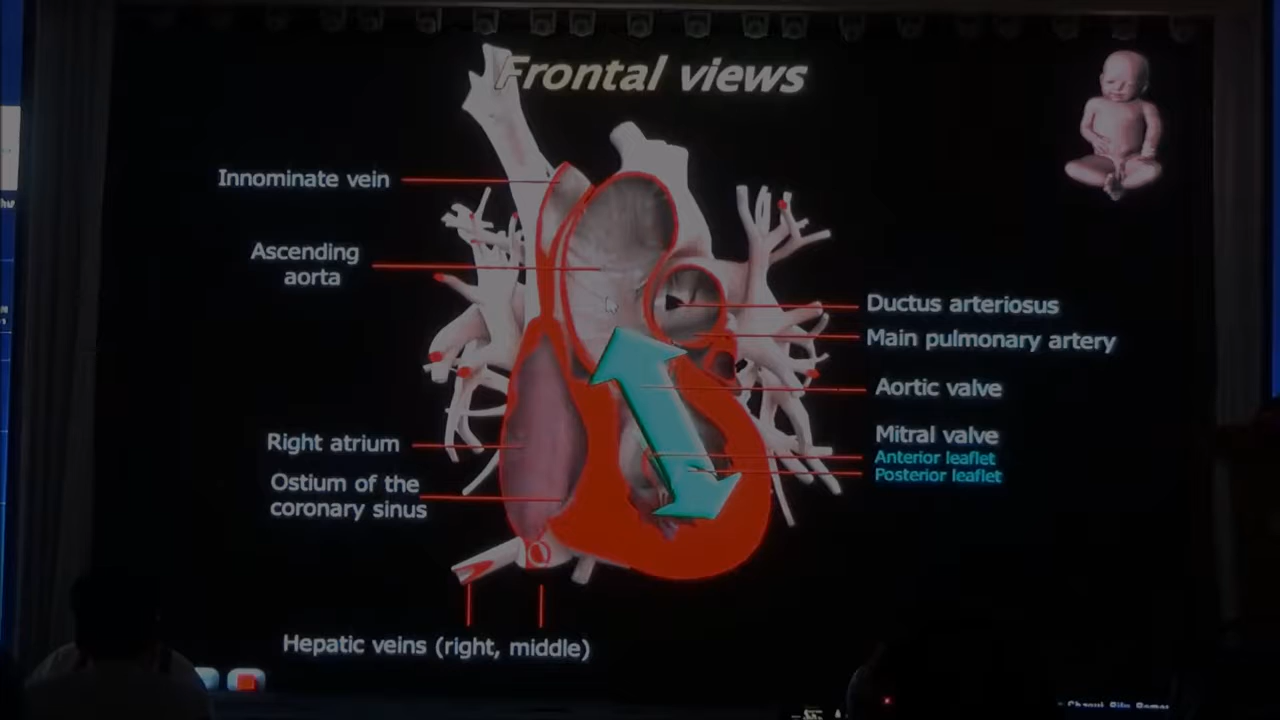 Frontal views
Innominate vein
Ascending
aorta
Ductus arteriosus
Main pulmonary artery
Aortic valve
Right atrium
Mitral valve
Anterior leaflet
Posterior leaflet
Ostium of the
coronary sinus
Hepatic veins (right, middle)